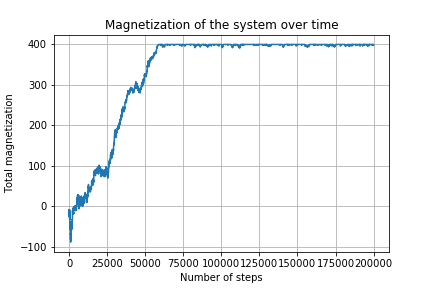 Magnetization of the system over time
400
300
200
100
0
−100
Total magnetization
0 25000 50000 75000 100000 125000 150000 175000 200000
Number of steps